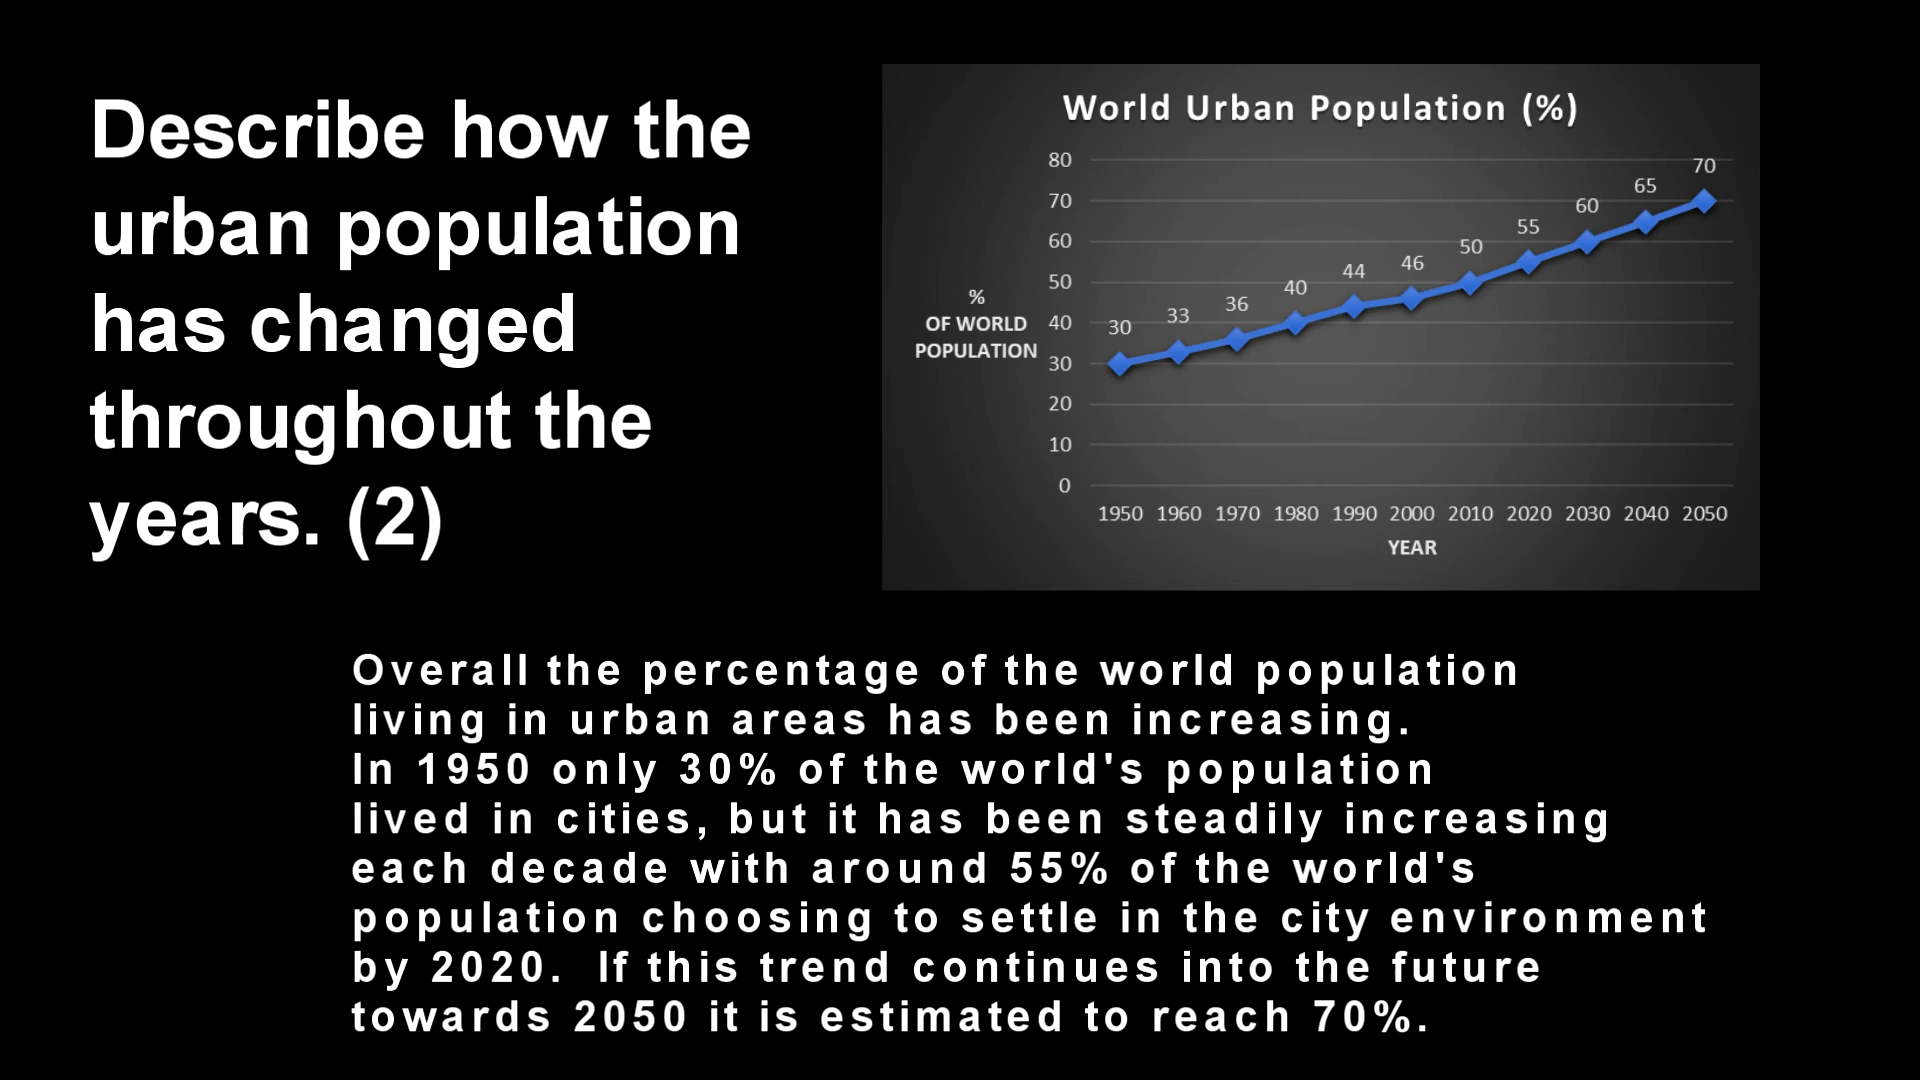 Describe how the
urban population
has changed
throughout the
years. (2)
World Urban Population (%)
80
70
60
50
40
30
20
10
0
%
OF WORLD
POPULATION
30
33
36
40
44
46
50
55
60
65
70
1950 1960 1970 1980 1990 2000 2010 2020 2030 2040 2050
YEAR
Overall the percentage of the world population
living in urban areas has been increasing.
In 1950 only 30% of the world's population
lived in cities, but it has been steadily increasing
each decade with around 55% of the world's
population choosing to settle in the city environment
by 2020.  If this trend continues into the future
towards 2050 it is estimated to reach 70%.